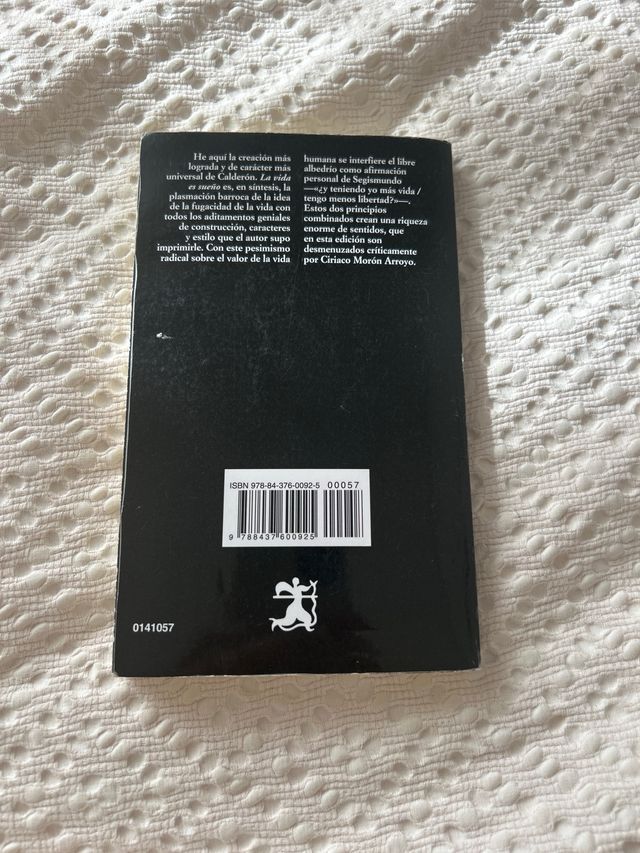 He aquí la creación más
lograda y de carácter más
universal de Calderón. La vida
es sueño es, en síntesis, la
plasmación barroca de la idea
de la fugacidad de la vida con
todos los aditamentos geniales
de construcción, caracteres
y estilo que el autor supo
imprimirle. Con este pesimismo
radical sobre el valor de la vida
humana se interfiere el libre
albedrío como afirmación
personal de Segismundo
—«¿y teniendo yo más vida /
tengo menos libertad?»—.
Estos dos principios
combinados crean una riqueza
enorme de sentidos, que
en esta edición son
desmenuzados críticamente
por Ciriaco Morón Arroyo.
ISBN 978-84-376-0092-5
00057
9 788437 600925
0141057